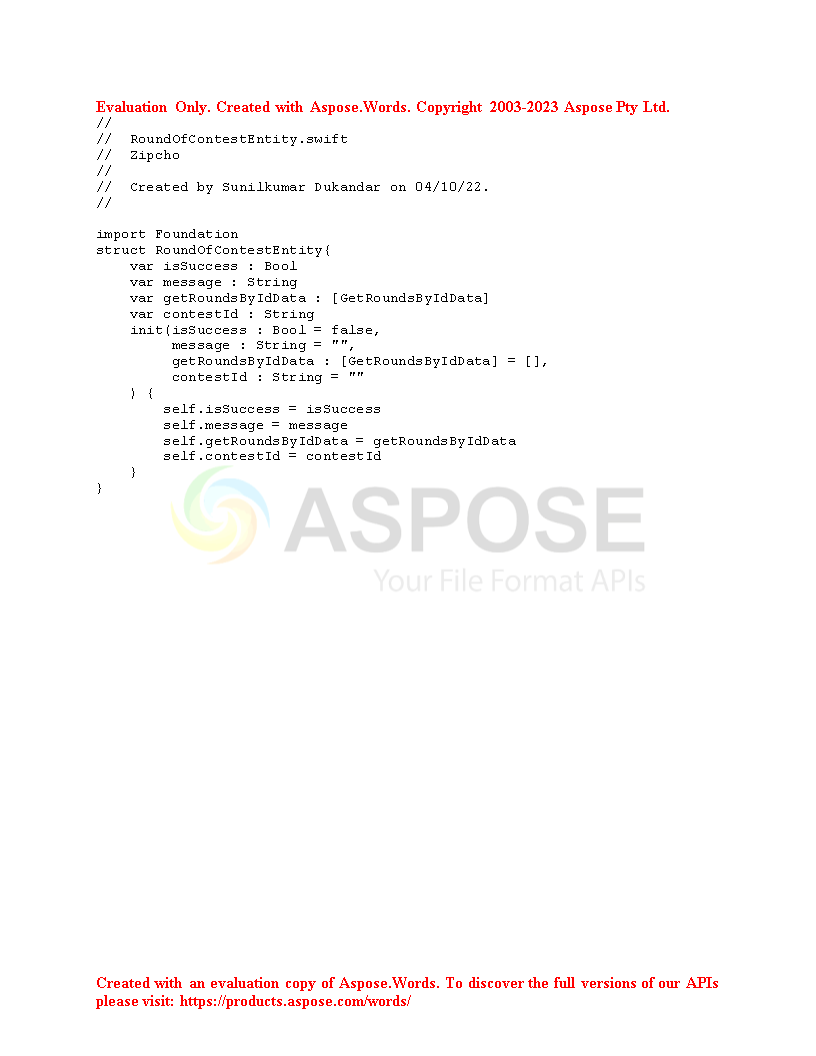 Evaluation Only. Created with Aspose.Words. Copyright 2003-2023 Aspose Pty Ltd.
//
//  RoundOfContestEntity.swift
//  Zipcho
//
//  Created by Sunilkumar Dukandar on 04/10/22.
//

import Foundation
struct RoundOfContestEntity{
    var isSuccess : Bool
    var message : String
    var getRoundsByIdData : [GetRoundsByIdData]
    var contestId : String
    init(isSuccess : Bool = false,
         message : String = "",
         getRoundsByIdData : [GetRoundsByIdData] = [],
         contestId : String = ""
    ) {
        self.isSuccess = isSuccess
        self.message = message
        self.getRoundsByIdData = getRoundsByIdData
        self.contestId = contestId
    }
}
ASPOSE
Your File Format APIs
Created with an evaluation copy of Aspose.Words. To discover the full versions of our APIs
please visit: https://products.aspose.com/words/